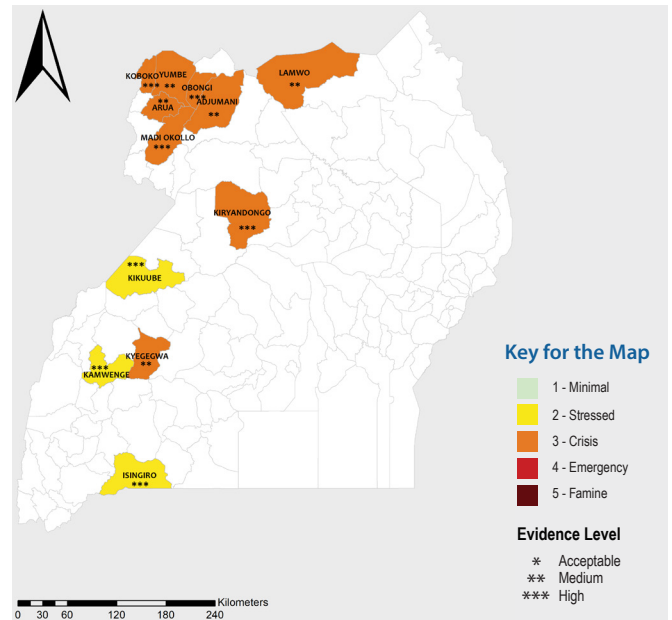 KOBOKO
***
YUMBE
**
OBONGI
***
ADJUMANI
**
**
ARUA
MADI OKOLLO
***
LAMWO
**
KIRYANDONGO
***
***
KIKUUBE
KYEGEGWA
**
***
KAMWENGE
ISINGIRO
***
Key for the Map
1 - Minimal
2 - Stressed
3 - Crisis
4 - Emergency
5 - Famine
Evidence Level
* Acceptable
** Medium
*** High
Kilometers
0 30 60 120 180 240